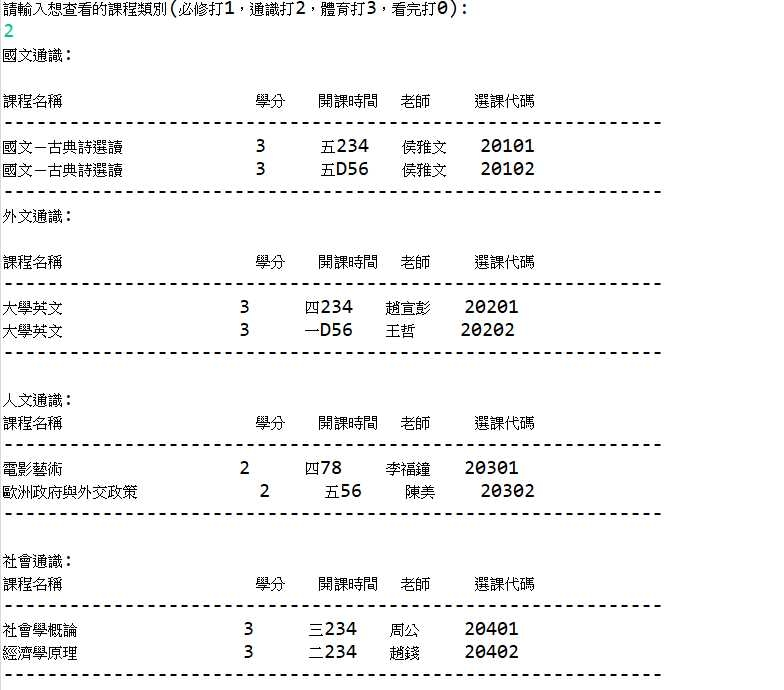 請輸入想查看的課程類別(必修打1，通識打2，體育打3，看完打0):
2
國文通識:
課程名稱 學分 開課時間 老師 選課代碼
------------------------------------------------------------------
國文－古典詩選讀 3 五234 侯雅文 20101
國文－古典詩選讀 3 五D56 侯雅文 20102
------------------------------------------------------------------
外文通識:
課程名稱 學分 開課時間 老師 選課代碼
------------------------------------------------------------------
大學英文 3 四234 趙宣彭 20201
大學英文 3 一D56 王哲 20202
------------------------------------------------------------------
人文通識:
課程名稱 學分 開課時間 老師 選課代碼
------------------------------------------------------------------
電影藝術 2 四78 李福鐘 20301
歐洲政府與外交政策 2 五56 陳美 20302
------------------------------------------------------------------
社會通識:
課程名稱 學分 開課時間 老師 選課代碼
------------------------------------------------------------------
社會學概論 3 三234 周公 20401
經濟學原理 3 二234 趙錢 20402
------------------------------------------------------------------